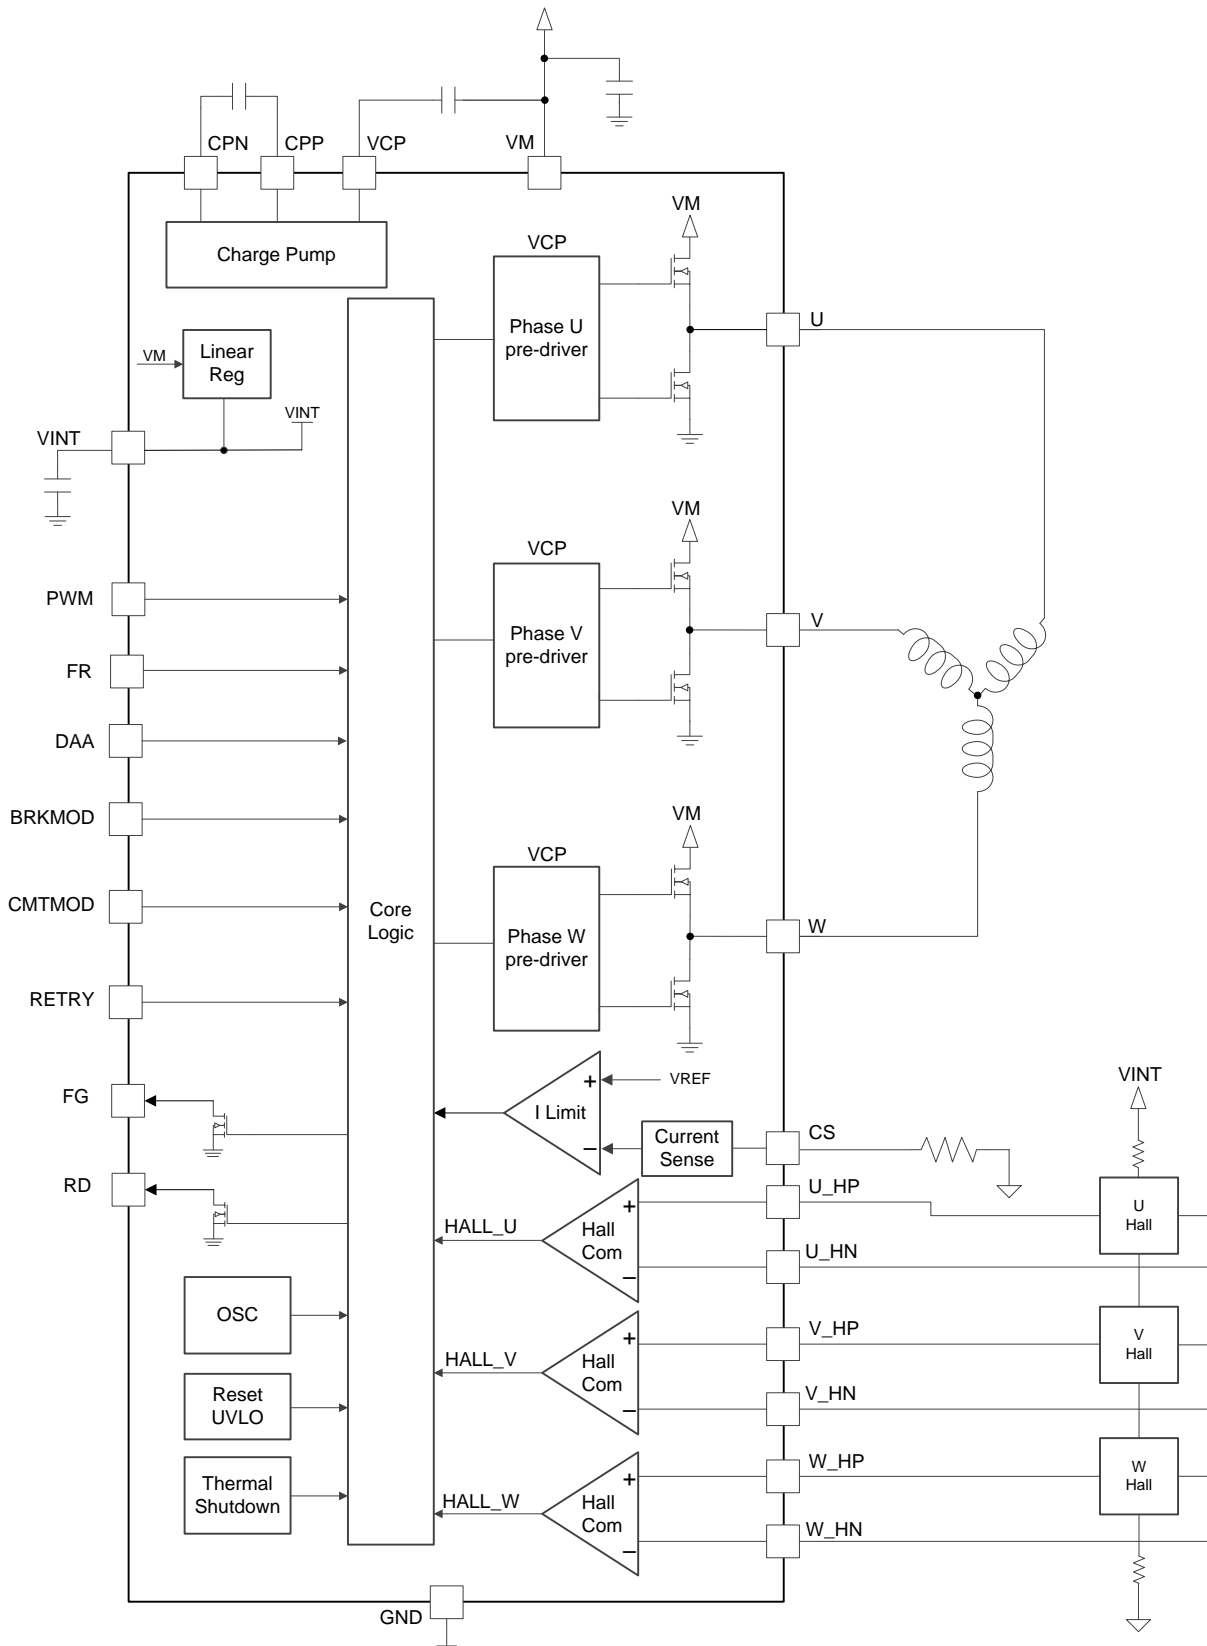 CPN
CPP
VCP
VM
Charge Pump
VM
VCP
Phase U
pre-driver
U
VM
Linear
Reg
VINT
VINT
VM
VCP
Phase V
pre-driver
V
PWM
FR
DAA
BRKMOD
CMTMOD
RETRY
Core
Logic
VM
VCP
Phase W
pre-driver
W
FG
RD
+
I Limit
−
VREF
Current
Sense
CS
VINT
U_HP
U
Hall
HALL_U
+
Hall
Com
−
U_HN
OSC
V_HP
V
Hall
HALL_V
+
Hall
Com
−
V_HN
Reset
UVLO
W_HP
W
Hall
Thermal
Shutdown
HALL_W
+
Hall
Com
−
W_HN
GND